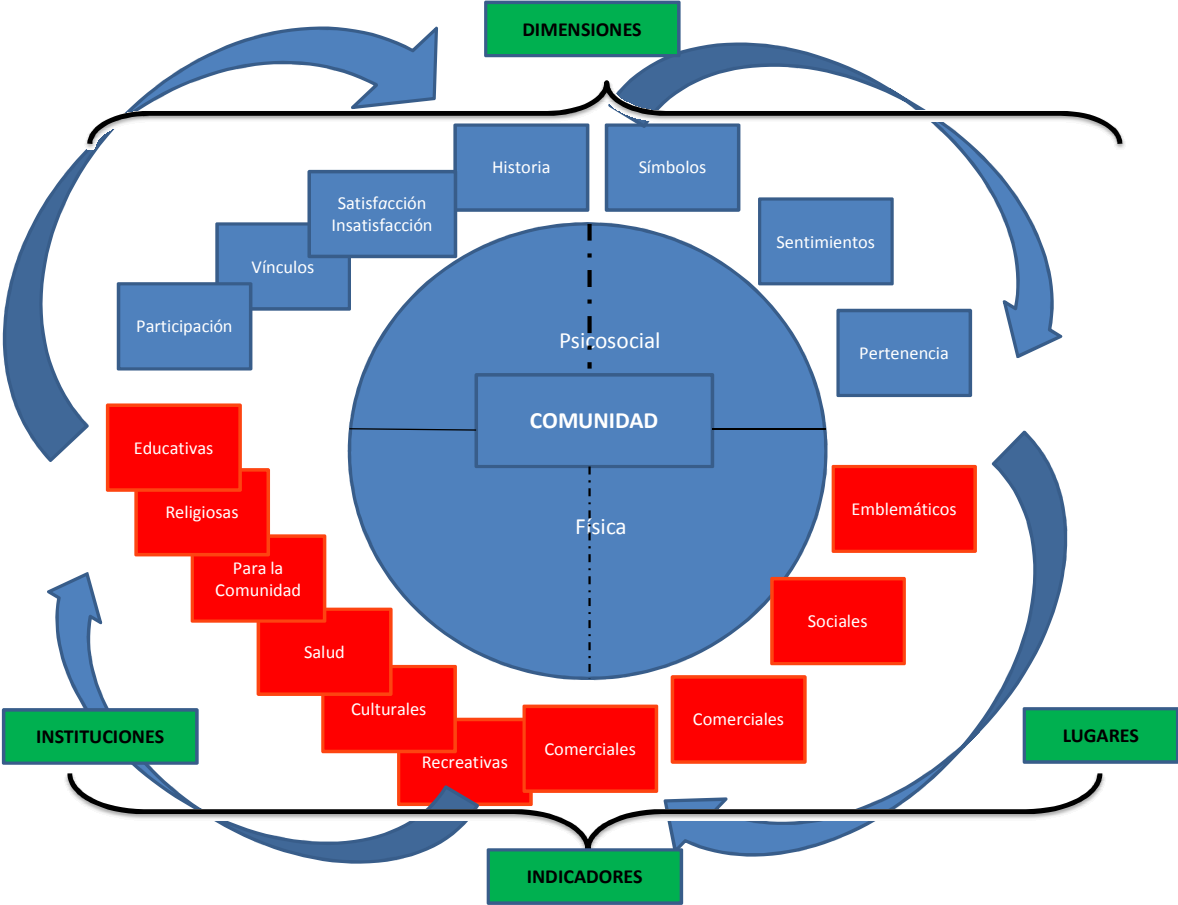 DIMENSIONES
Historia
Símbolos
Satisfacción
Insatisfacción
Sentimientos
Vínculos
Participación
Psicosocial
Pertenencia
COMUNIDAD
Educativas
Religiosas
Emblemáticos
Física
Para la
Comunidad
Sociales
Salud
Culturales
Comerciales
INSTITUCIONES
LUGARES
Recreativas
Comerciales
INDICADORES